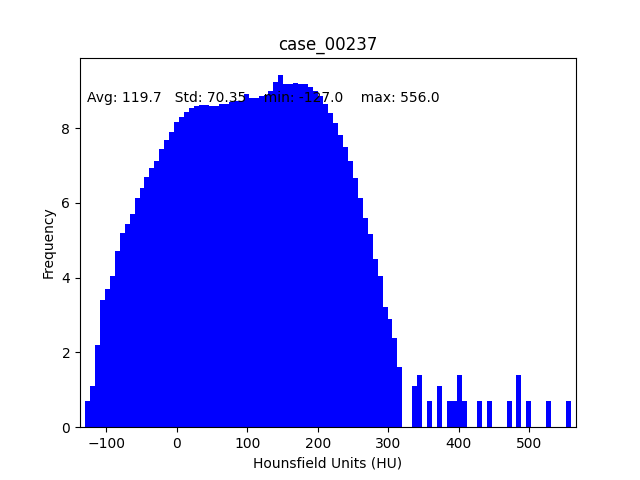 case_00237
Avg: 119.7 Std: 70.35 min: -127.0 max: 556.0
8
6
4
2
0
Frequency
−100 0 100 200 300 400 500
Hounsfield Units (HU)